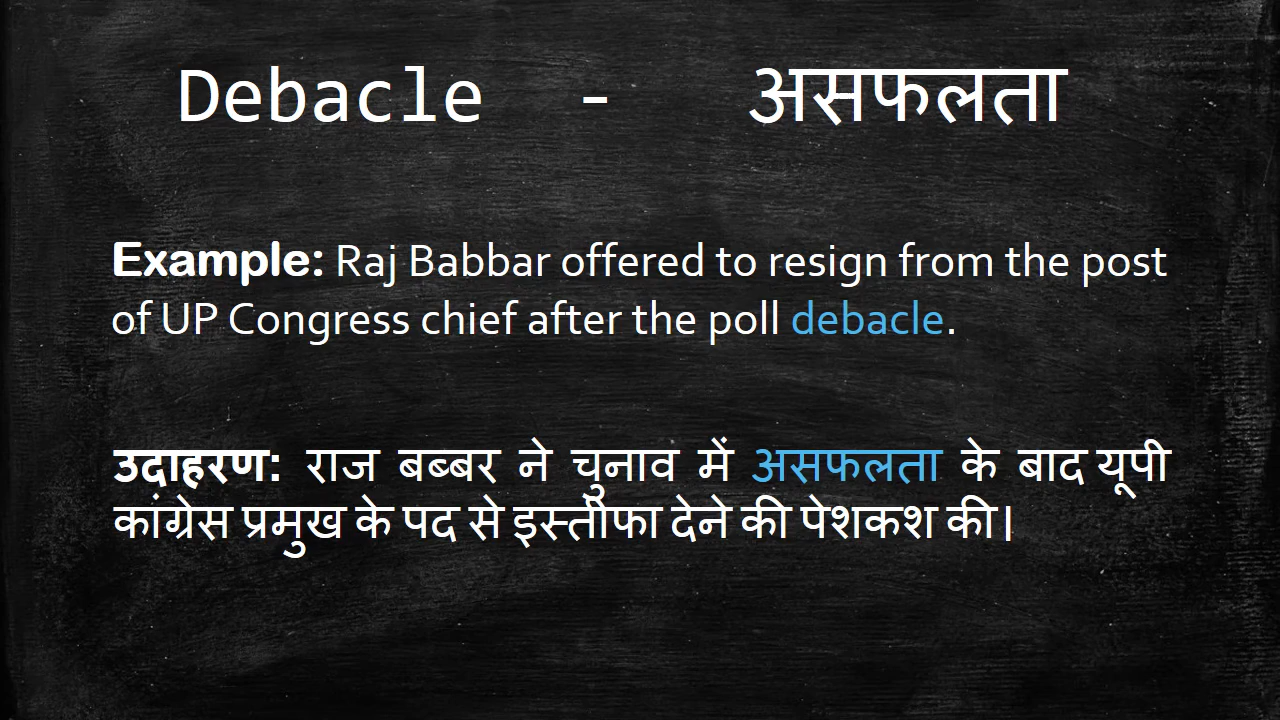 Debacle - असफलता
Example: Raj Babbar offered to resign from the post
of UP Congress chief after the poll debacle.
उदाहरण: राज बब्बर ने चुनाव में असफलता के बाद यूपी
कांग्रेस प्रमुख के पद से इस्तीफा देने की पेशकश की।